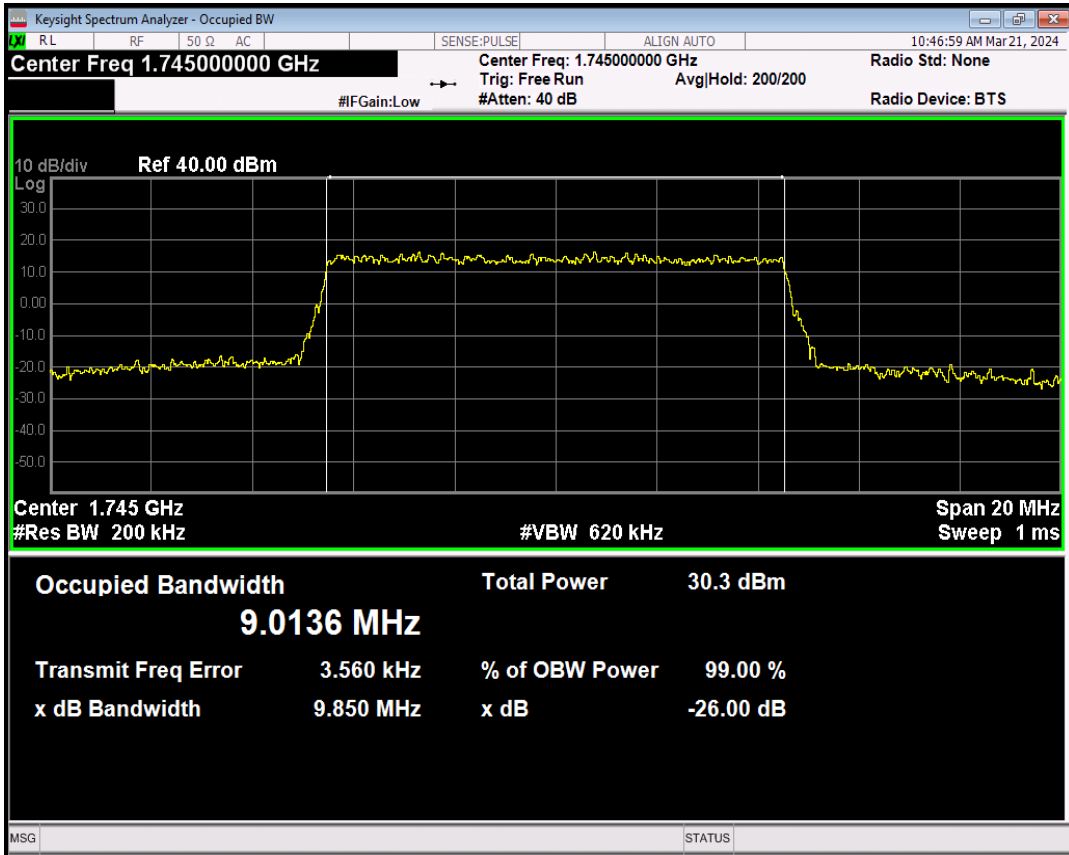 Keysight Spectrum Analyzer - Occupied BW
LXI RL RF 50 Ω AC SENSE:PULSE ALIGN AUTO 10:46:59 AM Mar 21, 2024
Center Freq 1.745000000 GHz
Center Freq: 1.745000000 GHz
Radio Std: None
Trig: Free Run Avg|Hold: 200/200
#IFGain:Low
#Atten: 40 dB
Radio Device: BTS
10 dB/div Ref 40.00 dBm
Log
30.0
20.0
10.0
0.00
-10.0
-20.0
-30.0
-40.0
-50.0
Center 1.745 GHz Span 20 MHz
#Res BW 200 kHz #VBW 620 kHz Sweep 1 ms
Occupied Bandwidth Total Power 30.3 dBm
9.0136 MHz
Transmit Freq Error 3.560 kHz % of OBW Power 99.00 %
x dB Bandwidth 9.850 MHz x dB -26.00 dB
MSG STATUS